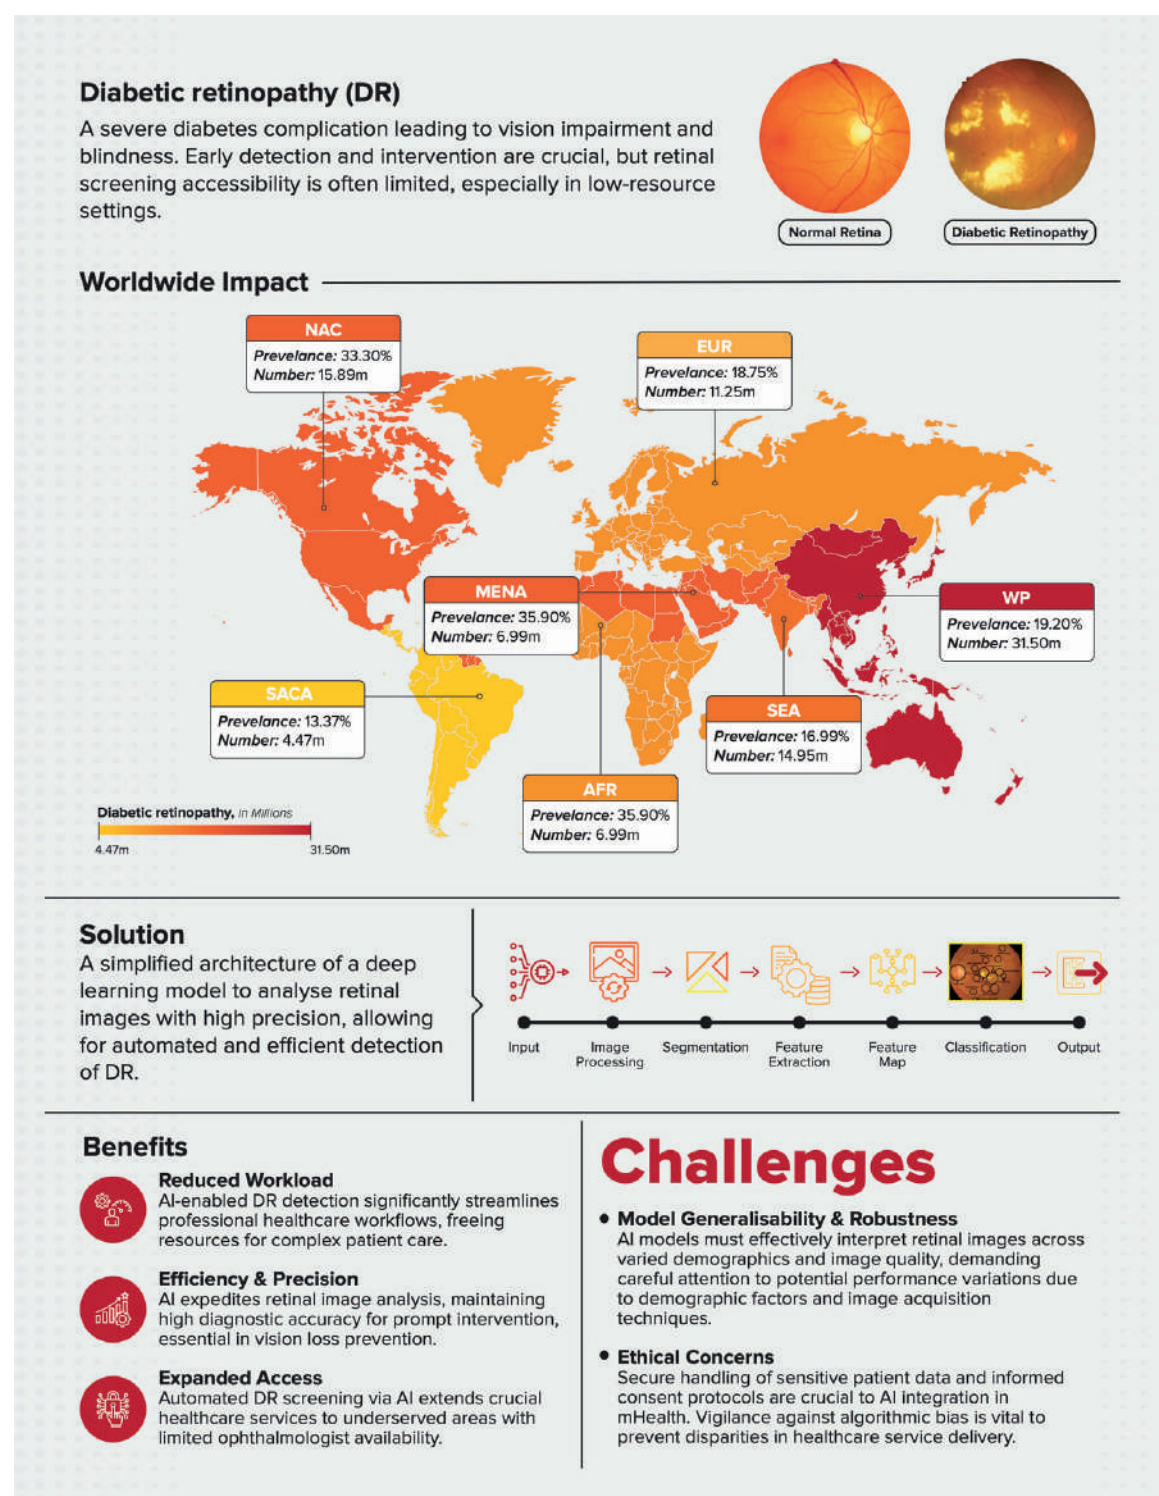 Diabetic retinopathy (DR)
A severe diabetes complication leading to vision impairment and
blindness. Early detection and intervention are crucial, but retinal
screening accessibility is often limited, especially in low-resource
settings.
Normal Retina
Diabetic Retinopathy
Worldwide Impact
NAC
Prevelance: 33.30%
Number: 15.89m
EUR
Prevelance: 18.75%
Number: 11.25m
MENA
Prevelance: 35.90%
Number: 6.99m
WP
Prevelance: 19.20%
Number: 31.50m
SACA
Prevelance: 13.37%
Number: 4.47m
SEA
Prevelance: 16.99%
Number: 14.95m
AFR
Prevelance: 35.90%
Number: 6.99m
Diabetic retinopathy, in Millions
4.47m
31.50m
Solution
A simplified architecture of a deep
learning model to analyse retinal
images with high precision, allowing
for automated and efficient detection
of DR.
Input
Image
Processing
Segmentation
Feature
Extraction
Feature
Map
Classification
Output
Benefits
Reduced Workload
AI-enabled DR detection significantly streamlines
professional healthcare workflows, freeing
resources for complex patient care.
Efficiency & Precision
AI expedites retinal image analysis, maintaining
high diagnostic accuracy for prompt intervention,
essential in vision loss prevention.
Expanded Access
Automated DR screening via AI extends crucial
healthcare services to underserved areas with
limited ophthalmologist availability.
Challenges
• Model Generalisability & Robustness
AI models must effectively interpret retinal images across
varied demographics and image quality, demanding
careful attention to potential performance variations due
to demographic factors and image acquisition
techniques.
• Ethical Concerns
Secure handling of sensitive patient data and informed
consent protocols are crucial to AI integration in
mHealth. Vigilance against algorithmic bias is vital to
prevent disparities in healthcare service delivery.